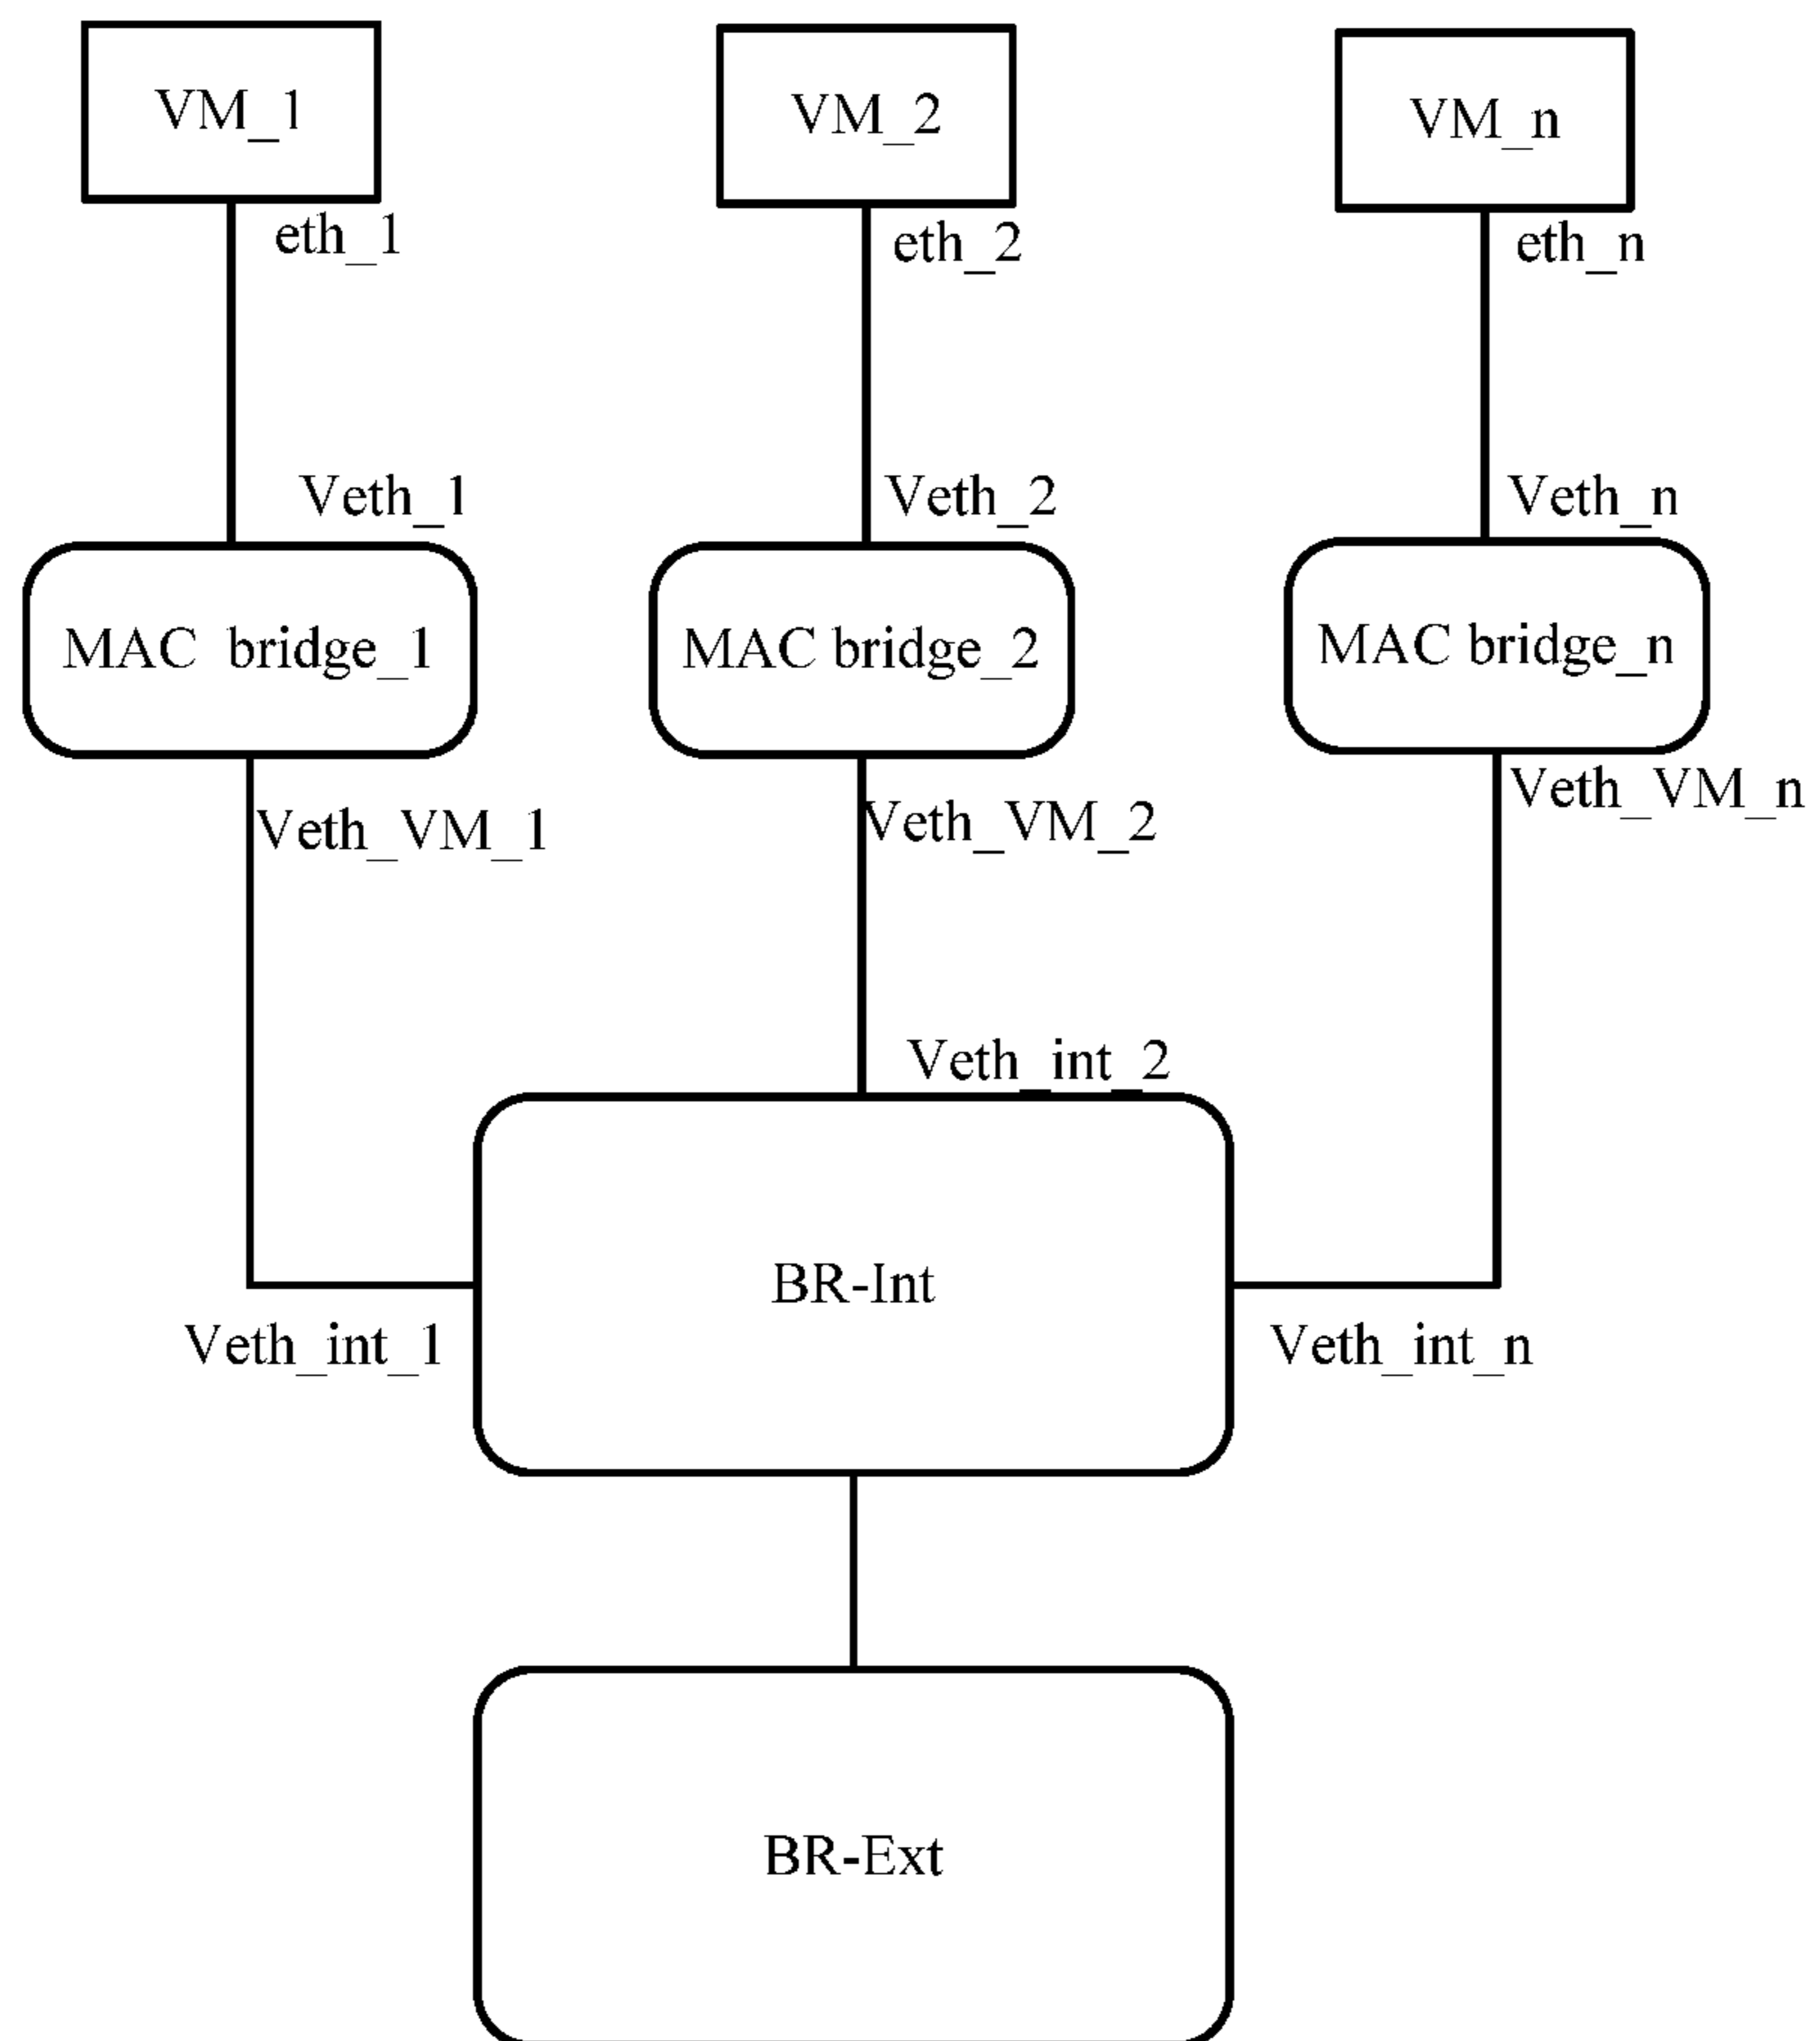 VM_1
VM_2
VM_n
eth_1
eth_2
eth_n
Veth_1
Veth_2
Veth_n
MAC bridge_1
MAC bridge_2
MAC bridge_n
Veth_VM_1
Veth_VM_2
Veth_VM_n
Veth_int_2
BR-Int
Veth_int_1
Veth_int_n
BR-Ext